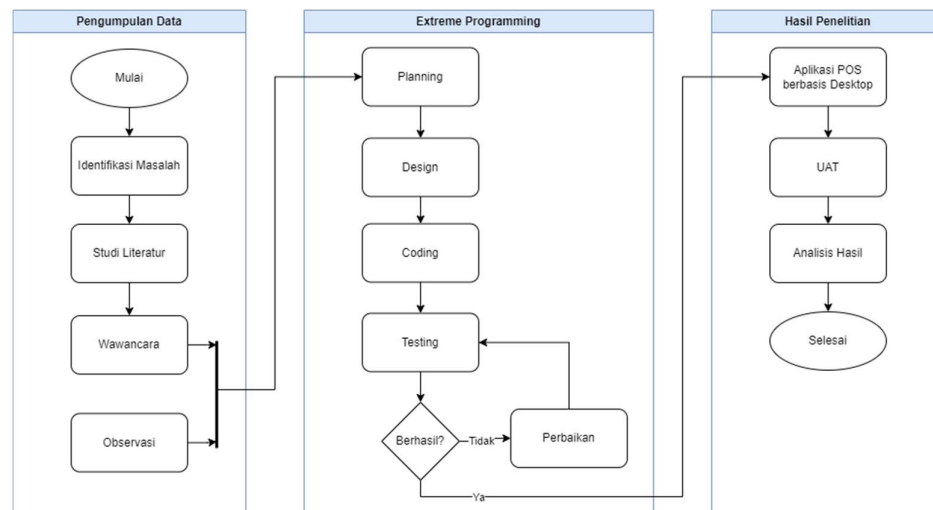 Pengumpulan Data
Mulai
Identifikasi Masalah
Studi Literatur
Wawancara
Observasi
Extreme Programming
Planning
Design
Coding
Testing
Berhasil?
Tidak
Perbaikan
Ya
Hasil Penelitian
Aplikasi POS
berbasis Desktop
UAT
Analisis Hasil
Selesai